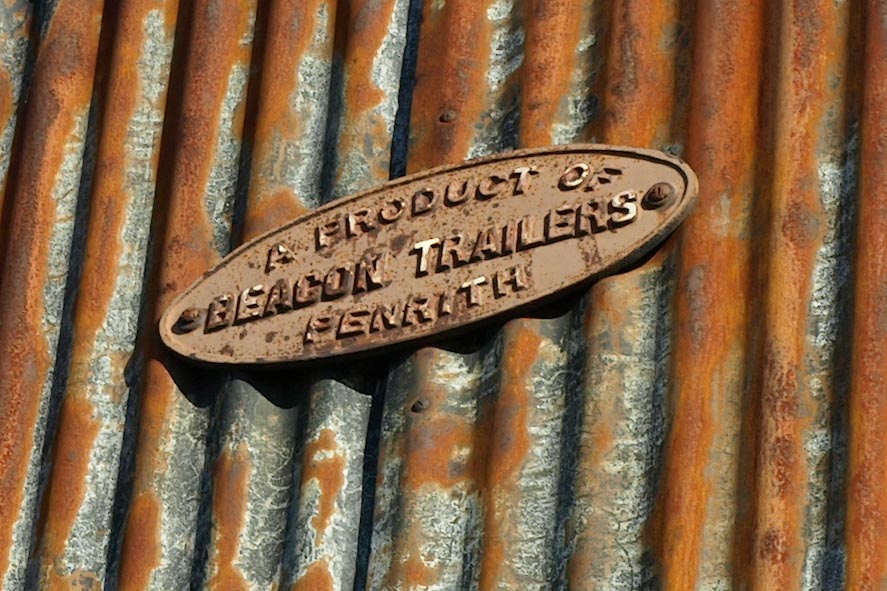 A PRODUCT OF
BEACON TRAILERS
PENRITH